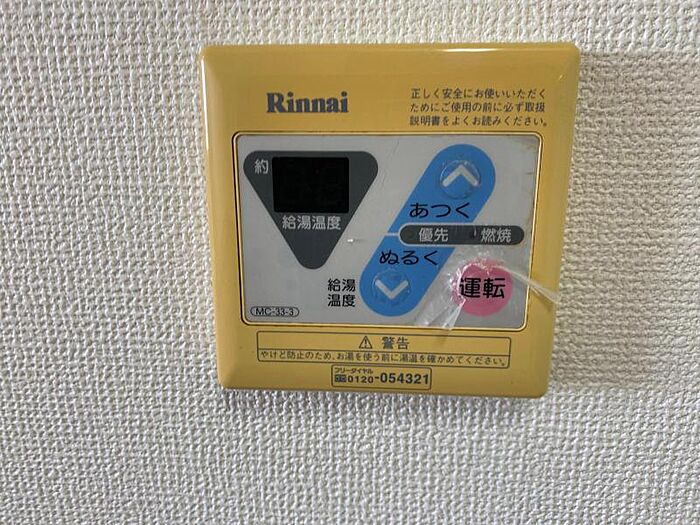 Rinnai
正しく安全にお使いいただく
ためにご使用の前に必ず取扱
説明書をよくお読みください。
約
給湯温度
あつく
優先 燃焼
ぬるく
給湯
温度
運転
MC-33-3
⚠ 警告
やけど防止のため、お湯を使う前に湯温を確かめてください。
フリーダイヤル
0120-054321